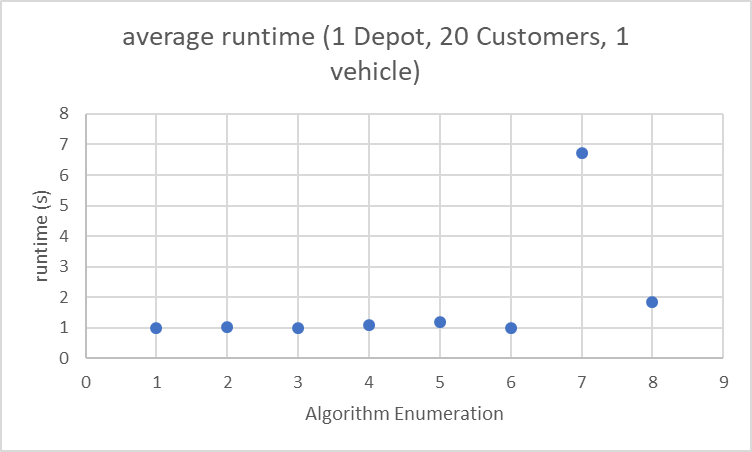 average runtime (1 Depot, 20 Customers, 1
vehicle)
8
7
6
5
4
3
2
1
0
runtime (s)
0 1 2 3 4 5 6 7 8 9
Algorithm Enumeration